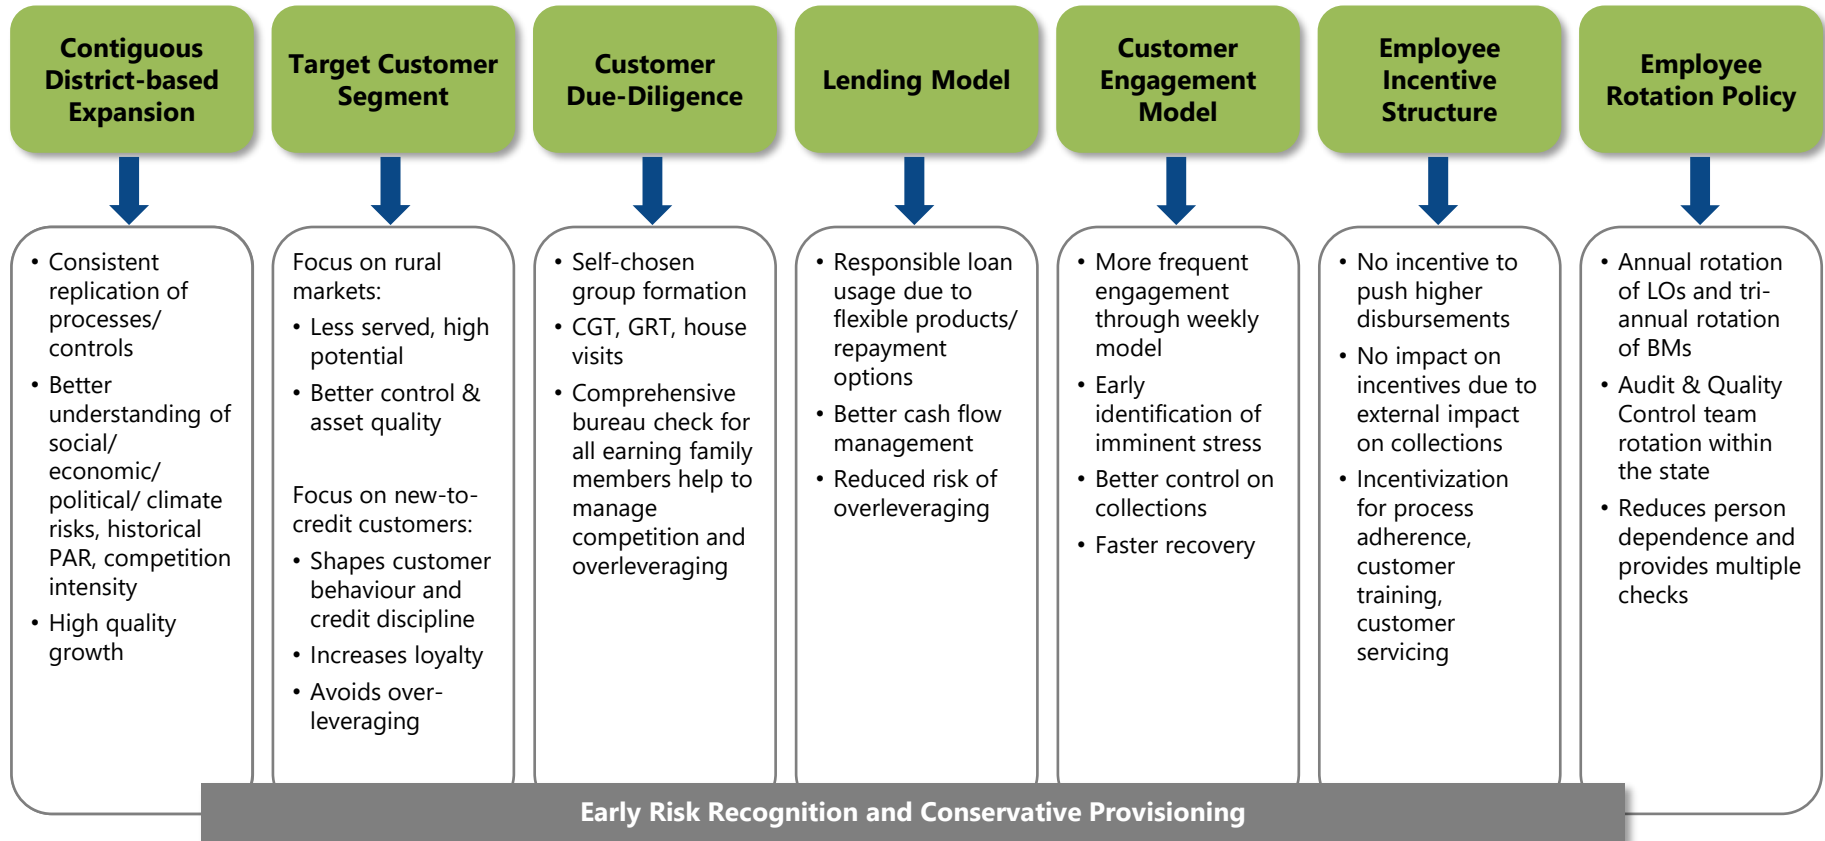 Contiguous
District-based
Expansion
Target Customer
Segment
Customer
Due-Diligence
Lending Model
Customer
Engagement
Model
Employee
Incentive
Structure
Employee
Rotation Policy
• Consistent
replication of
processes/
controls
• Better
understanding of
social/
economic/
political/ climate
risks, historical
PAR, competition
intensity
• High quality
growth
Focus on rural
markets:
• Less served, high
potential
• Better control &
asset quality
Focus on new-to-
credit customers:
• Shapes customer
behaviour and
credit discipline
• Increases loyalty
• Avoids over-
leveraging
• Self-chosen
group formation
• CGT, GRT, house
visits
• Comprehensive
bureau check for
all earning family
members help to
manage
competition and
overleveraging
• Responsible loan
usage due to
flexible products/
repayment
options
• Better cash flow
management
• Reduced risk of
overleveraging
• More frequent
engagement
through weekly
model
• Early
identification of
imminent stress
• Better control on
collections
• Faster recovery
• No incentive to
push higher
disbursements
• No impact on
incentives due to
external impact
on collections
• Incentivization
for process
adherence,
customer
training,
customer
servicing
• Annual rotation
of LOs and tri-
annual rotation
of BMs
• Audit & Quality
Control team
rotation within
the state
• Reduces person
dependence and
provides multiple
checks
Early Risk Recognition and Conservative Provisioning